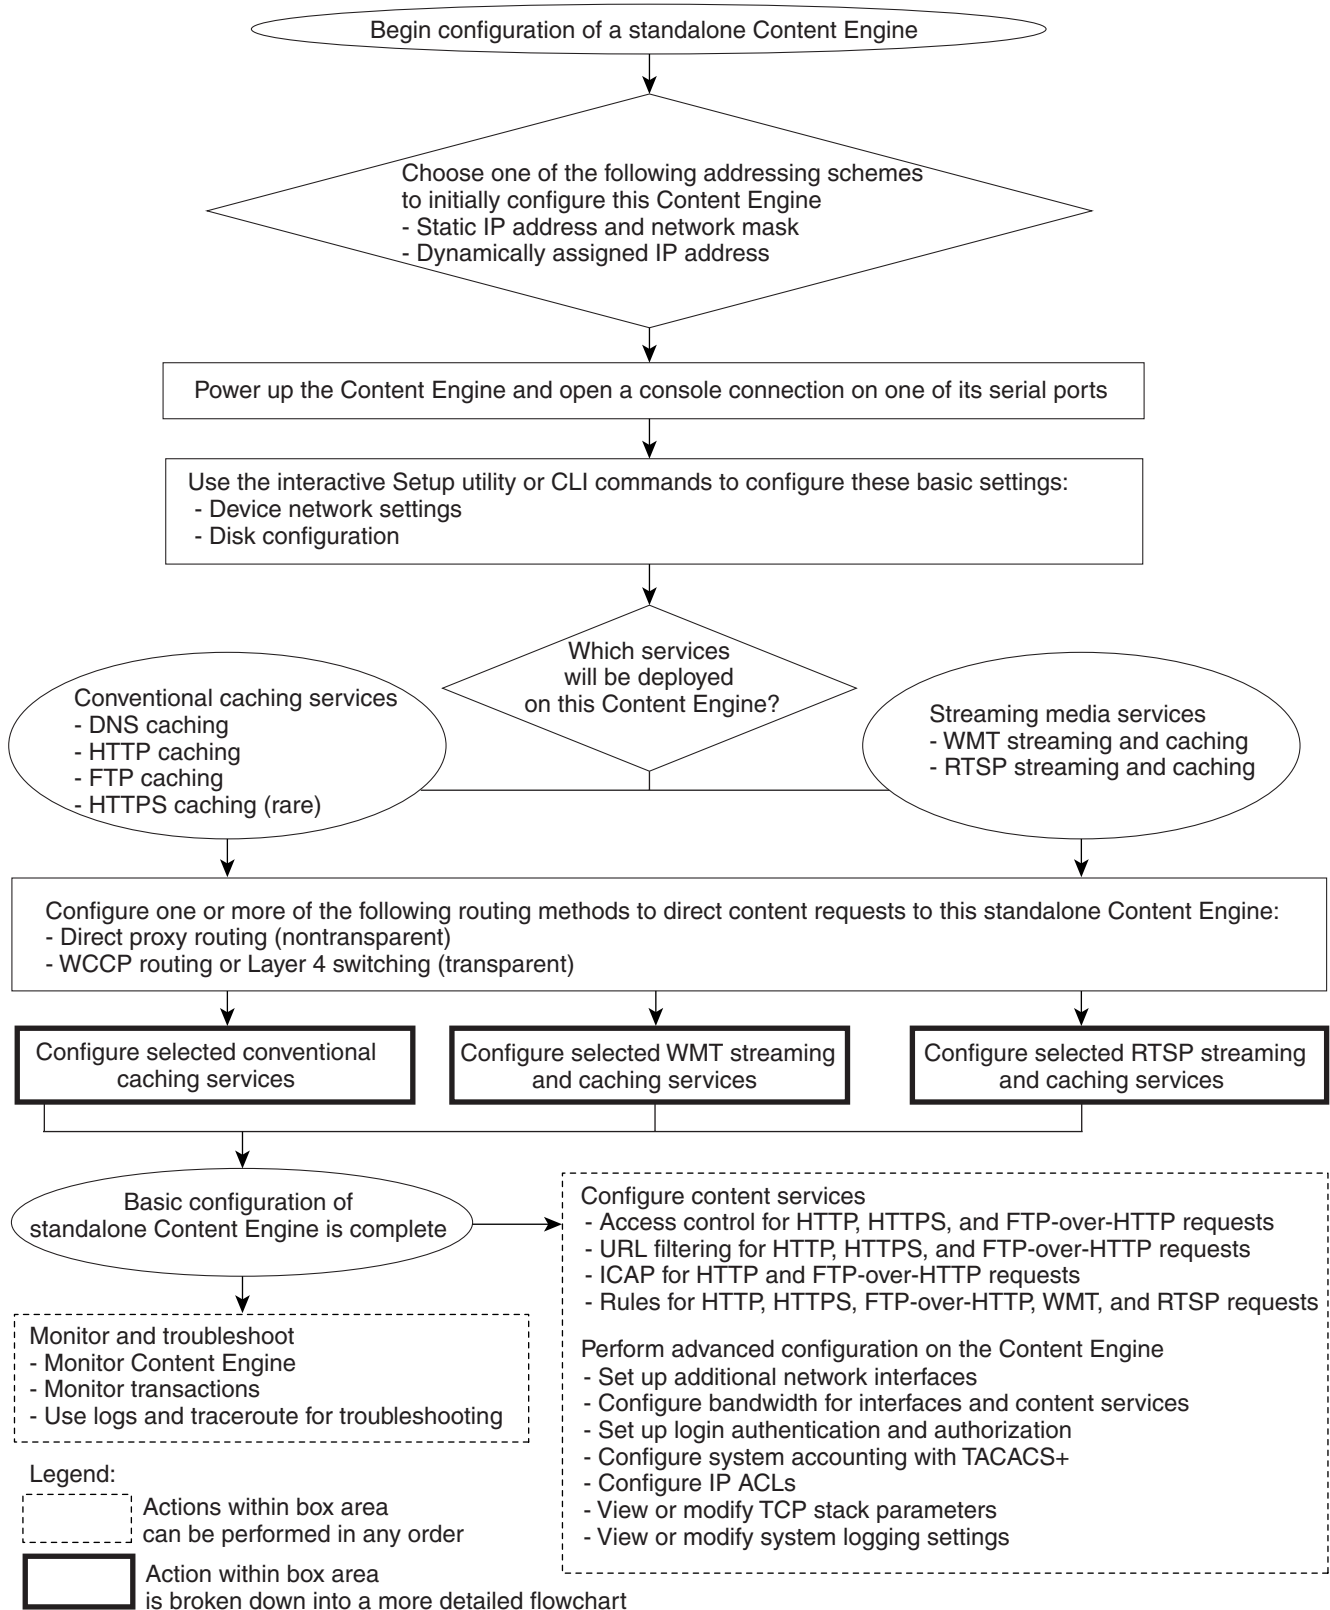 Begin configuration of a standalone Content Engine
Choose one of the following addressing schemes
to initially configure this Content Engine
- Static IP address and network mask
- Dynamically assigned IP address
Power up the Content Engine and open a console connection on one of its serial ports
Use the interactive Setup utility or CLI commands to configure these basic settings:
- Device network settings
- Disk configuration
Which services
will be deployed
on this Content Engine?
Conventional caching services
- DNS caching
- HTTP caching
- FTP caching
- HTTPS caching (rare)
Streaming media services
- WMT streaming and caching
- RTSP streaming and caching
Configure one or more of the following routing methods to direct content requests to this standalone Content Engine:
- Direct proxy routing (nontransparent)
- WCCP routing or Layer 4 switching (transparent)
Configure selected conventional
caching services
Configure selected WMT streaming
and caching services
Configure selected RTSP streaming
and caching services
Basic configuration of
standalone Content Engine is complete
Configure content services
- Access control for HTTP, HTTPS, and FTP-over-HTTP requests
- URL filtering for HTTP, HTTPS, and FTP-over-HTTP requests
- ICAP for HTTP and FTP-over-HTTP requests
- Rules for HTTP, HTTPS, FTP-over-HTTP, WMT, and RTSP requests
Perform advanced configuration on the Content Engine
- Set up additional network interfaces
- Configure bandwidth for interfaces and content services
- Set up login authentication and authorization
- Configure system accounting with TACACS+
- Configure IP ACLs
- View or modify TCP stack parameters
- View or modify system logging settings
Monitor and troubleshoot
- Monitor Content Engine
- Monitor transactions
- Use logs and traceroute for troubleshooting
Legend:
Actions within box area
can be performed in any order
Action within box area
is broken down into a more detailed flowchart